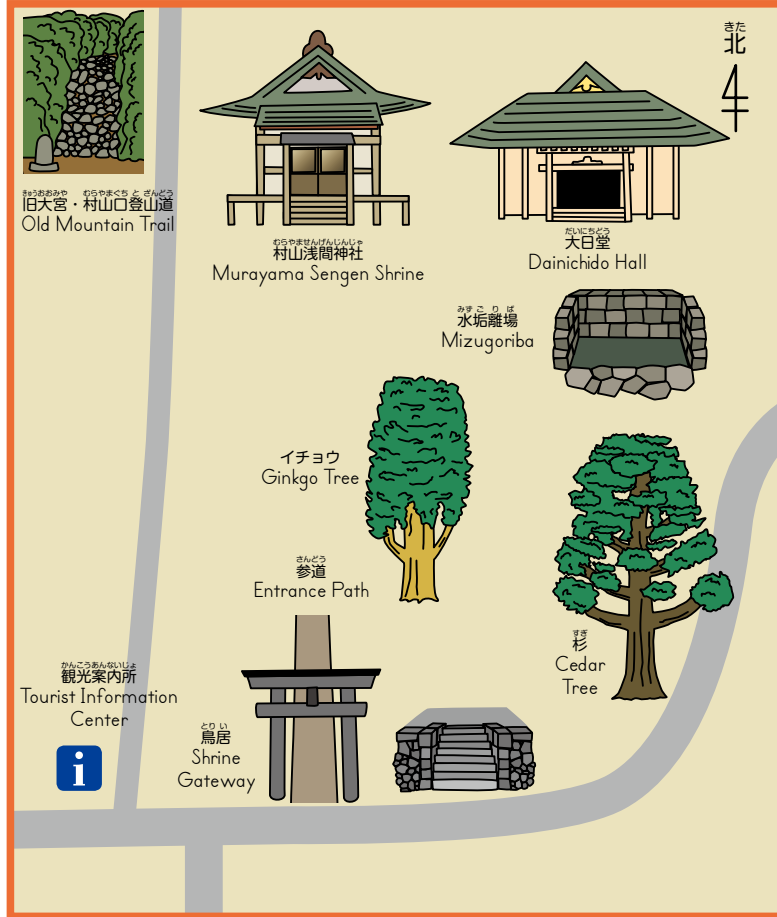 きた
北
きゅうおおみや むらやまぐち と ざんどう
旧大宮・村山口登山道
Old Mountain Trail
むらやませんげんじんじゃ
村山浅間神社
Murayama Sengen Shrine
だいにちどう
大日堂
Dainichido Hall
みず ご り ば
水垢離場
Mizugoriba
イチョウ
Ginkgo Tree
さんどう
参道
Entrance Path
すぎ
杉
Cedar
Tree
かんこうあんないじょ
観光案内所
Tourist Information
Center
i
とり い
鳥居
Shrine
Gateway